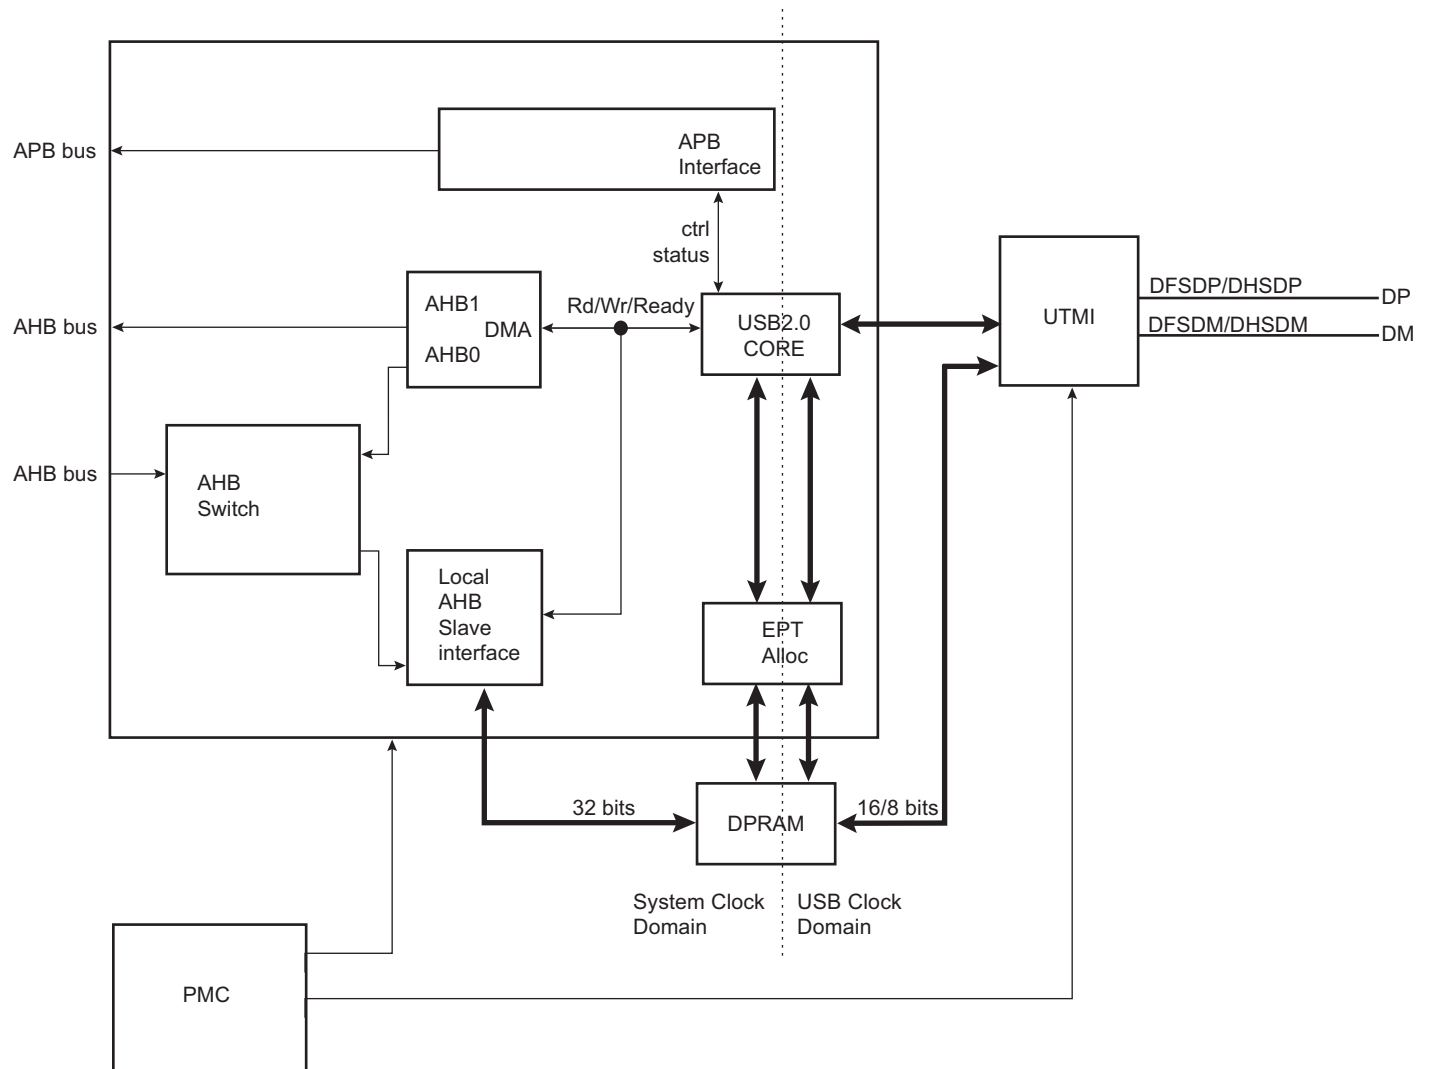 APB bus
APB
Interface
ctrl
status
AHB1
DMA
AHB0
AHB bus
Rd/Wr/Ready
USB2.0
CORE
UTMI
DFSDP/DHSDP
DP
DFSDM/DHSDM
DM
AHB bus
AHB
Switch
Local
AHB
Slave
interface
EPT
Alloc
32 bits
DPRAM
16/8 bits
System Clock
Domain
USB Clock
Domain
PMC